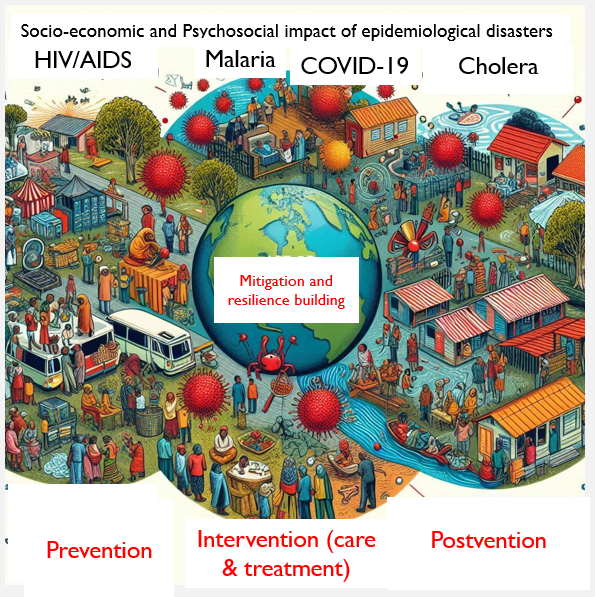 Socio-economic and Psychosocial impact of epidemiological disasters
HIV/AIDS
Malaria
COVID-19
Cholera
Mitigation and
resilience building
Prevention
Intervention (care
& treatment)
Postvention